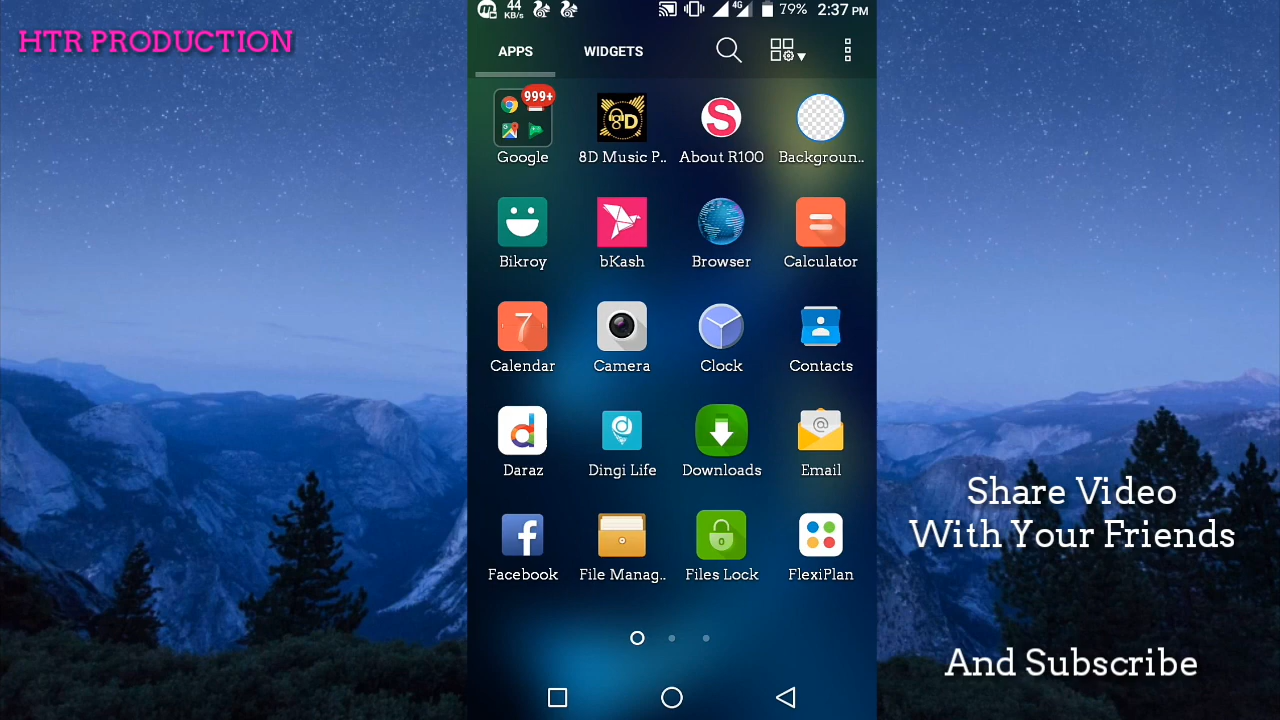 HTR PRODUCTION
44
KB/s
4G
79%
2:37 PM
APPS
WIDGETS
999+
Google
8D
8D Music P..
S
About R100
Backgroun..
Bikroy
bKash
Browser
Calculator
7
Calendar
Camera
Clock
Contacts
d
Daraz
Dingi Life
Downloads
@
Email
f
Facebook
File Manag..
Files Lock
FlexiPlan
Share Video
With Your Friends
And Subscribe